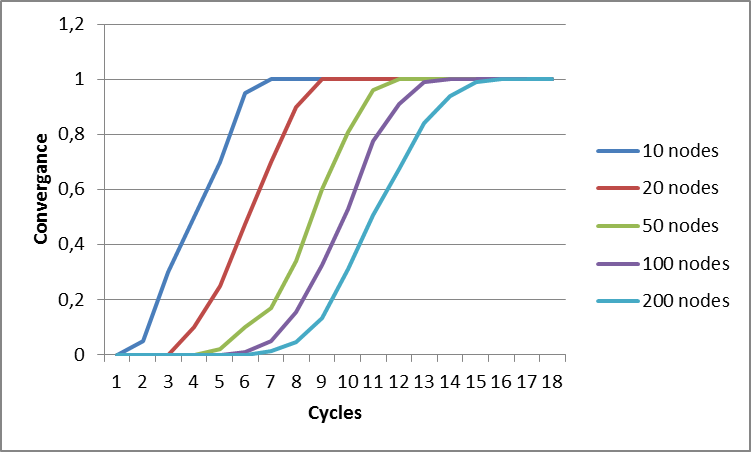 1,2
1
0,8
0,6
0,4
0,2
0
Convergance
1 2 3 4 5 6 7 8 9 10 11 12 13 14 15 16 17 18
Cycles
10 nodes
20 nodes
50 nodes
100 nodes
200 nodes